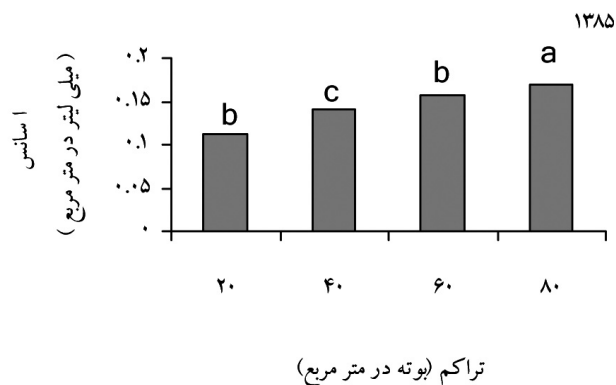 ۱۳۸۵
اسانس
(میلی لیتر در متر مربع)
۰.۲
۰.۱۵
۰.۱
۰.۰۵
۰
b
c
b
a
۲۰ ۴۰ ۶۰ ۸۰
تراکم (بوته در متر مربع)